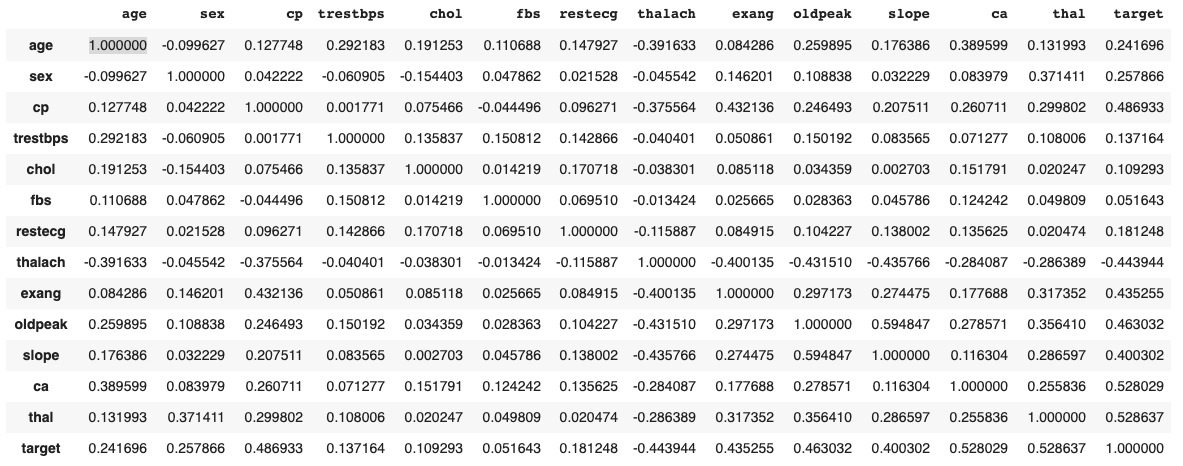 age sex cp trestbps chol fbs restecg thalach exang oldpeak slope ca thal target
age 1.000000 -0.099627 0.127748 0.292183 0.191253 0.110688 0.147927 -0.391633 0.084286 0.259895 0.176386 0.389599 0.131993 0.241696
sex -0.099627 1.000000 0.042222 -0.060905 -0.154403 0.047862 0.021528 -0.045542 0.146201 0.108838 0.032229 0.083979 0.371411 0.257866
cp 0.127748 0.042222 1.000000 0.001771 0.075466 -0.044496 0.096271 -0.375564 0.432136 0.246493 0.207511 0.260711 0.299802 0.486933
trestbps 0.292183 -0.060905 0.001771 1.000000 0.135837 0.150812 0.142866 -0.040401 0.050861 0.150192 0.083565 0.071277 0.108006 0.137164
chol 0.191253 -0.154403 0.075466 0.135837 1.000000 0.014219 0.170718 -0.038301 0.085118 0.034359 0.002703 0.151791 0.020247 0.109293
fbs 0.110688 0.047862 -0.044496 0.150812 0.014219 1.000000 0.069510 -0.013424 0.025665 0.028363 0.045786 0.124242 0.049809 0.051643
restecg 0.147927 0.021528 0.096271 0.142866 0.170718 0.069510 1.000000 -0.115887 0.084915 0.104227 0.138002 0.135625 0.020474 0.181248
thalach -0.391633 -0.045542 -0.375564 -0.040401 -0.038301 -0.013424 -0.115887 1.000000 -0.400135 -0.431510 -0.435766 -0.284087 -0.286389 -0.443944
exang 0.084286 0.146201 0.432136 0.050861 0.085118 0.025665 0.084915 -0.400135 1.000000 0.297173 0.274475 0.177688 0.317352 0.435255
oldpeak 0.259895 0.108838 0.246493 0.150192 0.034359 0.028363 0.104227 -0.431510 0.297173 1.000000 0.594847 0.278571 0.356410 0.463032
slope 0.176386 0.032229 0.207511 0.083565 0.002703 0.045786 0.138002 -0.435766 0.274475 0.594847 1.000000 0.116304 0.286597 0.400302
ca 0.389599 0.083979 0.260711 0.071277 0.151791 0.124242 0.135625 -0.284087 0.177688 0.278571 0.116304 1.000000 0.255836 0.528029
thal 0.131993 0.371411 0.299802 0.108006 0.020247 0.049809 0.020474 -0.286389 0.317352 0.356410 0.286597 0.255836 1.000000 0.528637
target 0.241696 0.257866 0.486933 0.137164 0.109293 0.051643 0.181248 -0.443944 0.435255 0.463032 0.400302 0.528029 0.528637 1.000000